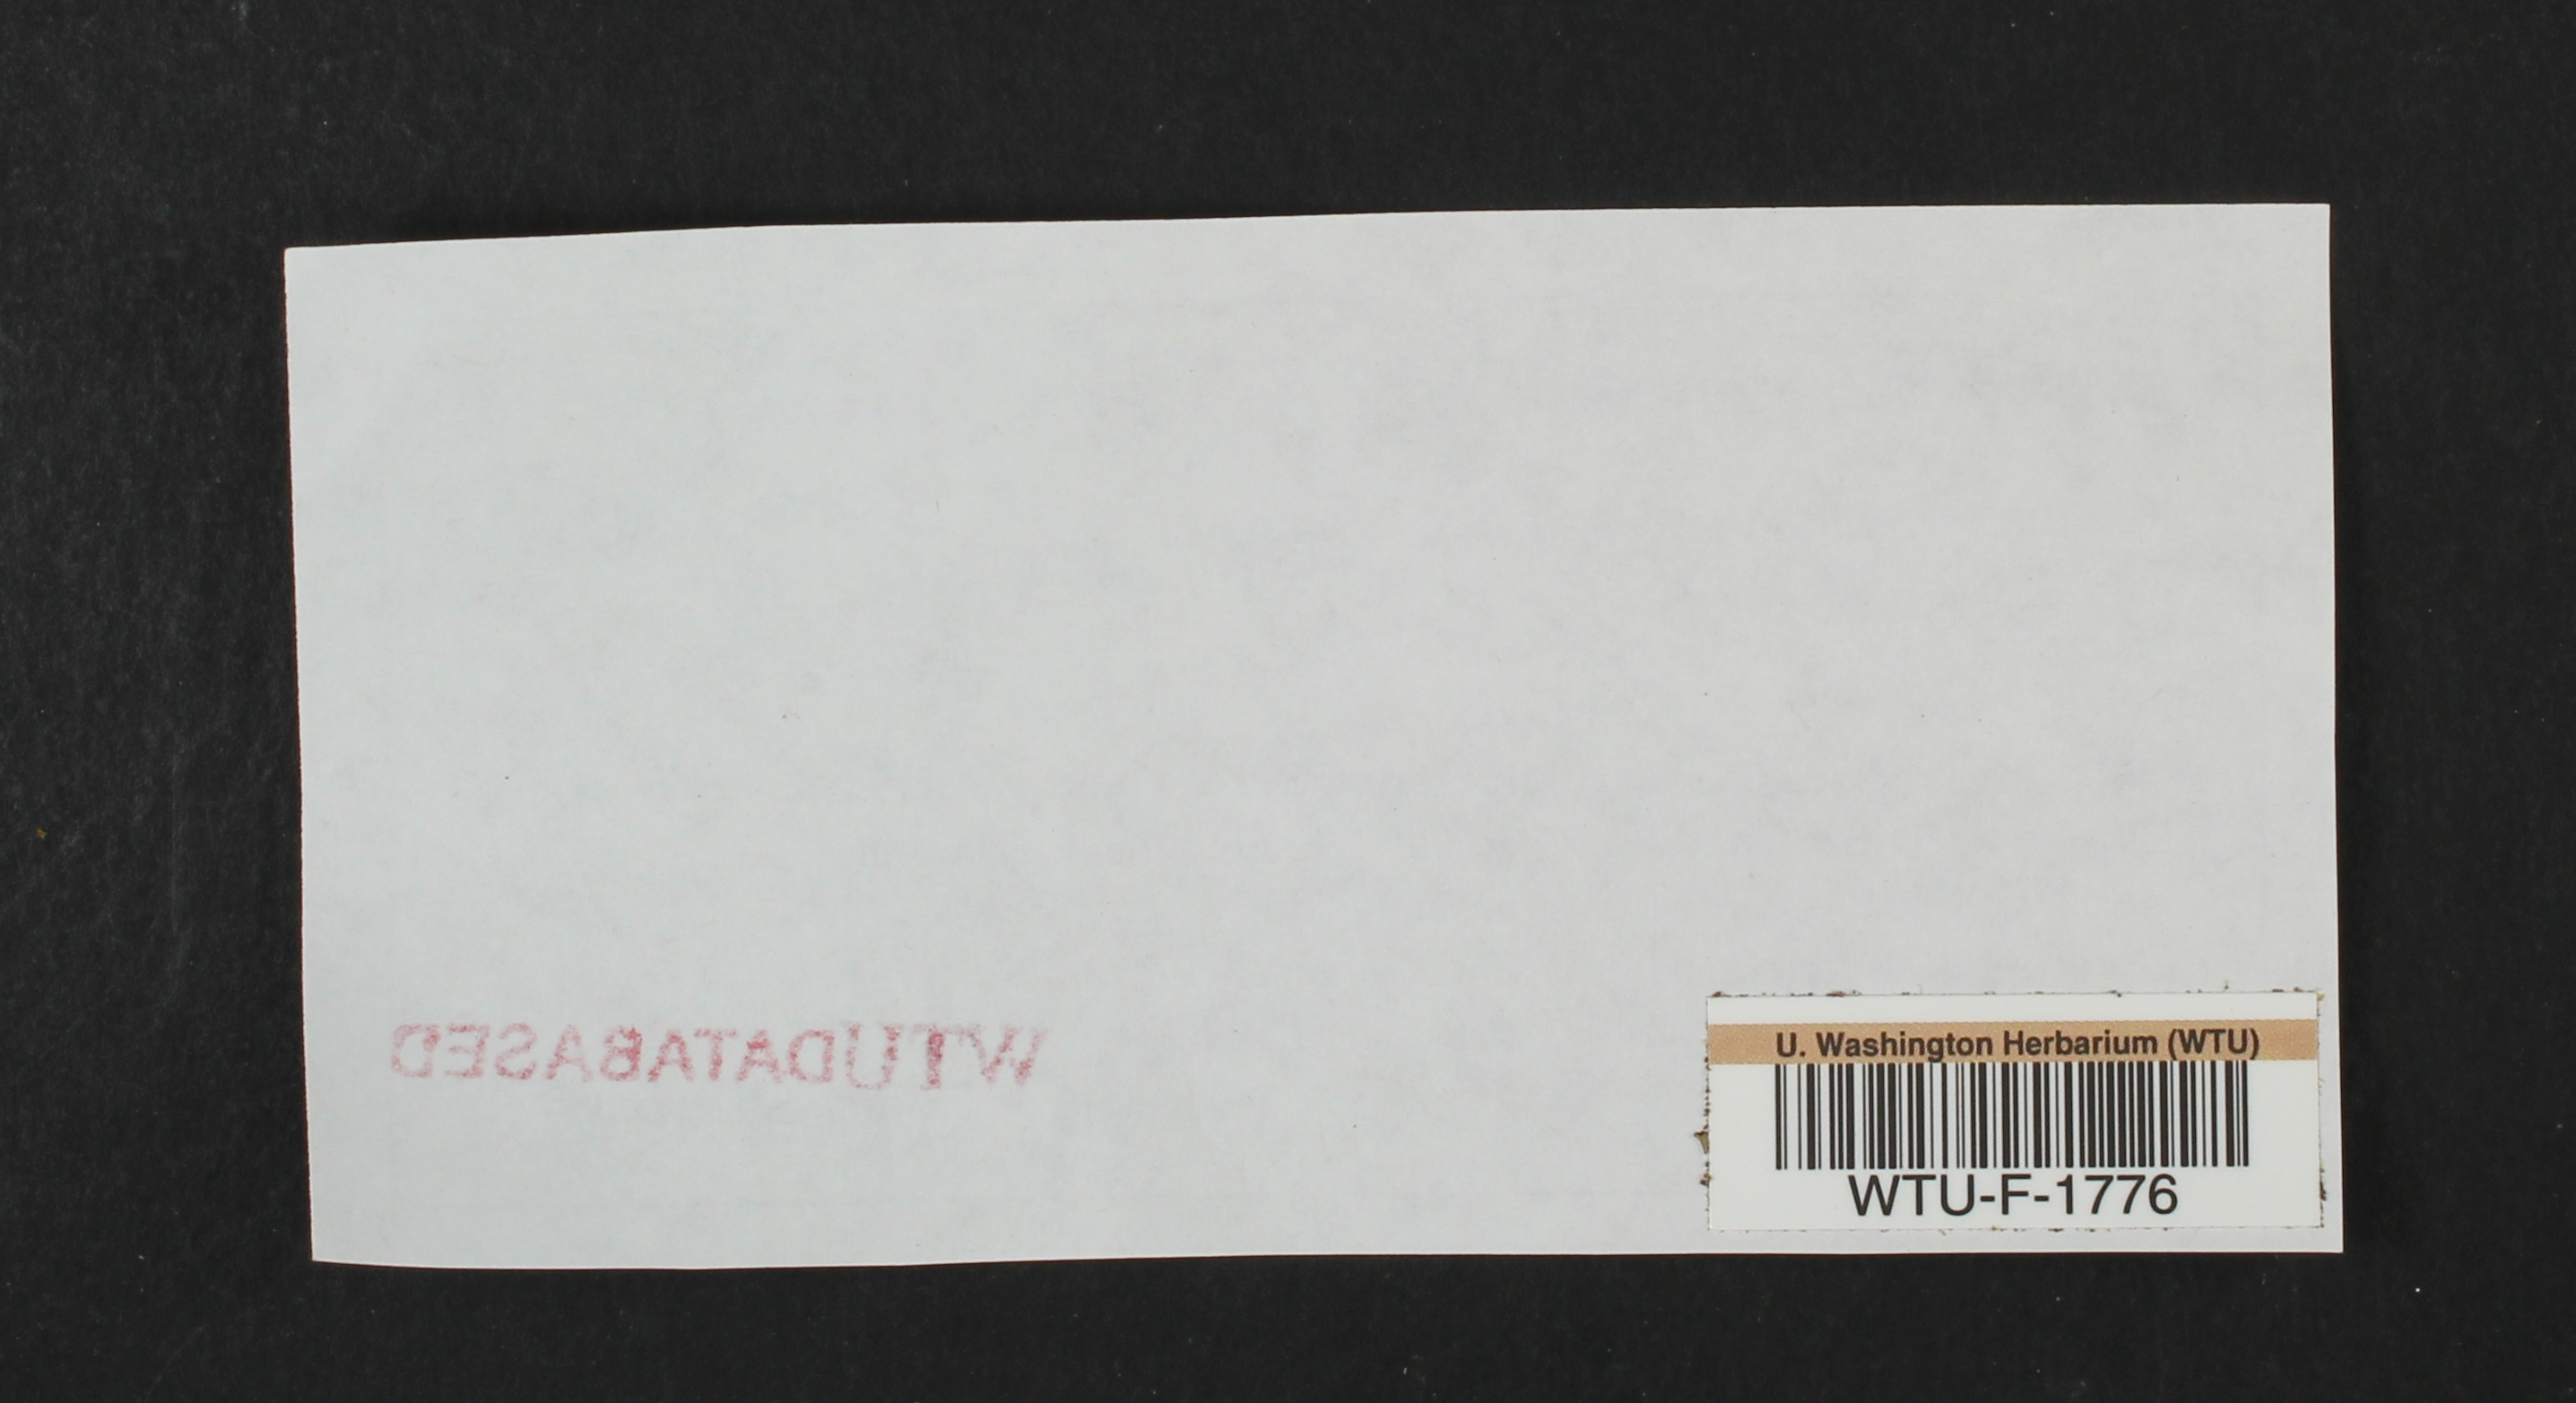 WTUDATABASED
U. Washington Herbarium (WTU)
WTU-F-1776